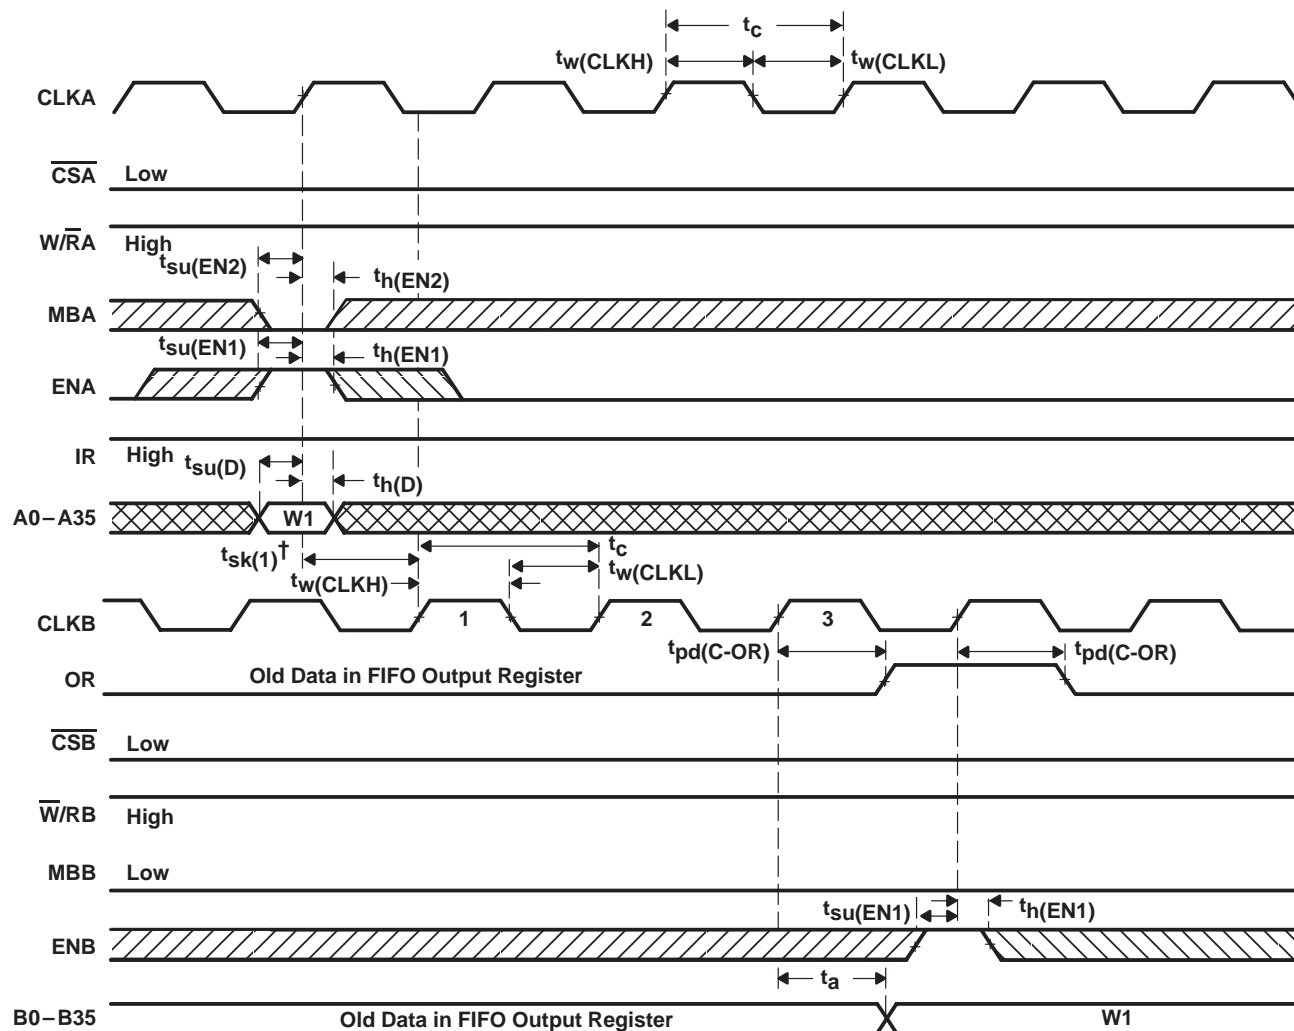 tc
tw(CLKH) tw(CLKL)
CLKA
CSA Low
W/RA High
tsu(EN2) th(EN2)
MBA
tsu(EN1) th(EN1)
ENA
IR High
tsu(D) th(D)
A0–A35 W1
tsk(1)† tc
tw(CLKH) tw(CLKL)
CLKB 1 2 3
tpd(C-OR) tpd(C-OR)
OR Old Data in FIFO Output Register
CSB Low
W/RB High
MBB Low
tsu(EN1) th(EN1)
ENB
ta
B0–B35 Old Data in FIFO Output Register W1